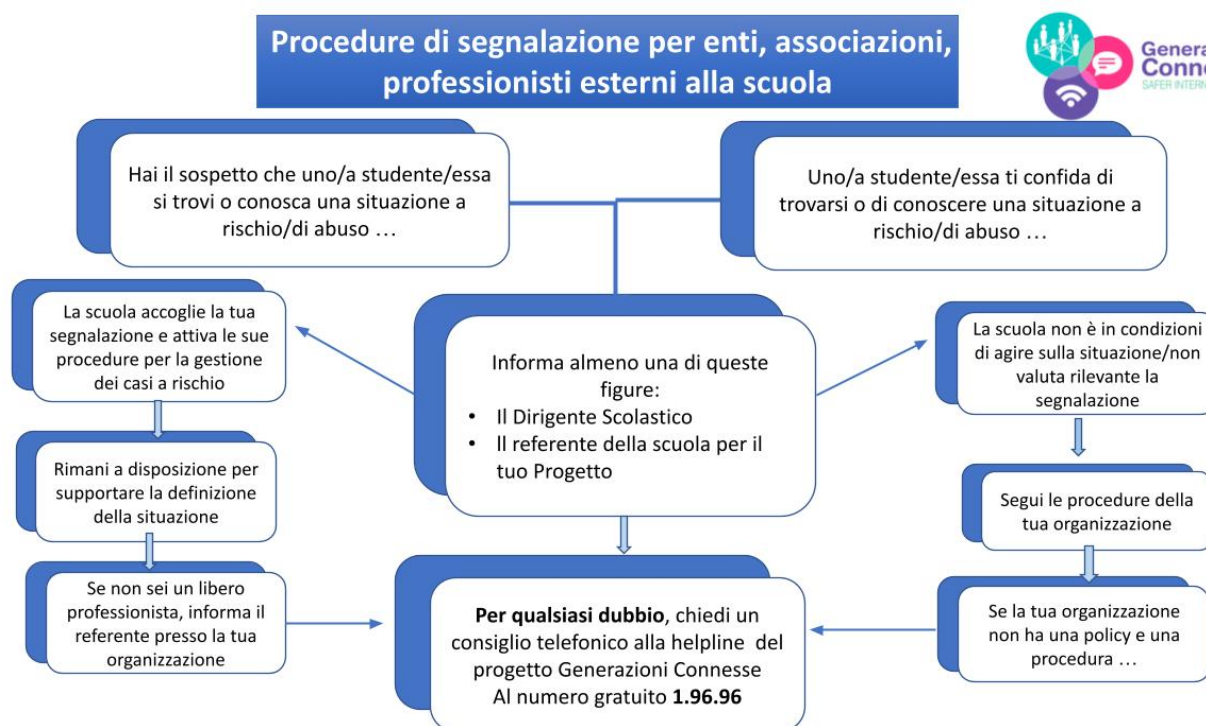 Procedure di segnalazione per enti, associazioni,
professionisti esterni alla scuola
Genera
Conne
SAFER INTERN
Hai il sospetto che uno/a studente/essa
si trovi o conosca una situazione a
rischio/di abuso …
Uno/a studente/essa ti confida di
trovarsi o di conoscere una situazione a
rischio/di abuso …
La scuola accoglie la tua
segnalazione e attiva le sue
procedure per la gestione
dei casi a rischio
Informa almeno una di queste
figure:
• Il Dirigente Scolastico
• Il referente della scuola per il
tuo Progetto
La scuola non è in condizioni
di agire sulla situazione/non
valuta rilevante la
segnalazione
Rimani a disposizione per
supportare la definizione
della situazione
Segui le procedure della
tua organizzazione
Se non sei un libero
professionista, informa il
referente presso la tua
organizzazione
Per qualsiasi dubbio, chiedi un
consiglio telefonico alla helpline del
progetto Generazioni Connesse
Al numero gratuito 1.96.96
Se la tua organizzazione
non ha una policy e una
procedura …